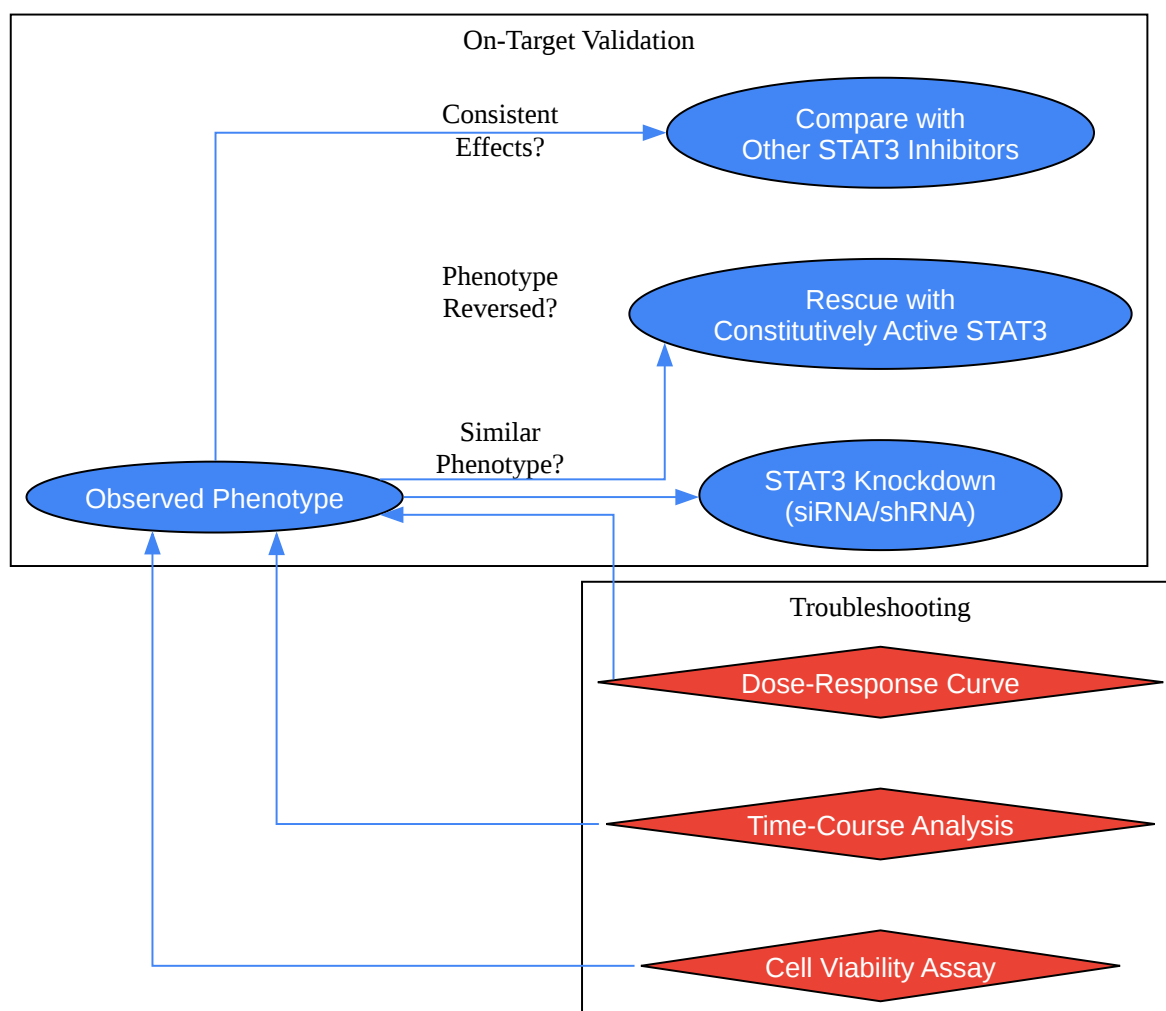 On-Target Validation
Consistent
Effects?
Compare with
Other STAT3 Inhibitors
Phenotype
Reversed?
Rescue with
Constitutively Active STAT3
Similar
Phenotype?
Observed Phenotype
STAT3 Knockdown
(siRNA/shRNA)
Troubleshooting
Dose-Response Curve
Time-Course Analysis
Cell Viability Assay